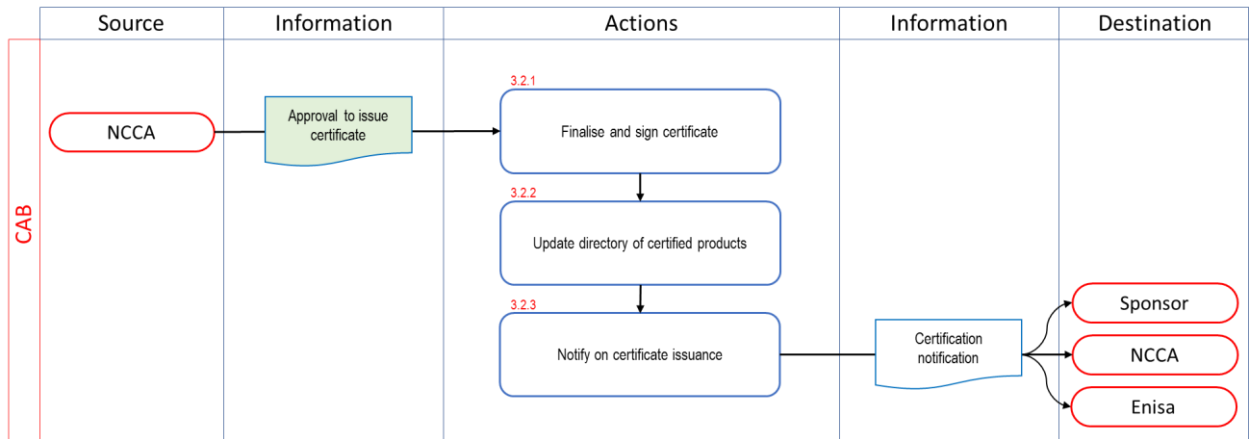 Source
Information
Actions
Information
Destination
CAB
NCCA
Approval to issue
certificate
3.2.1
Finalise and sign certificate
3.2.2
Update directory of certified products
3.2.3
Notify on certificate issuance
Certification
notification
Sponsor
NCCA
Enisa